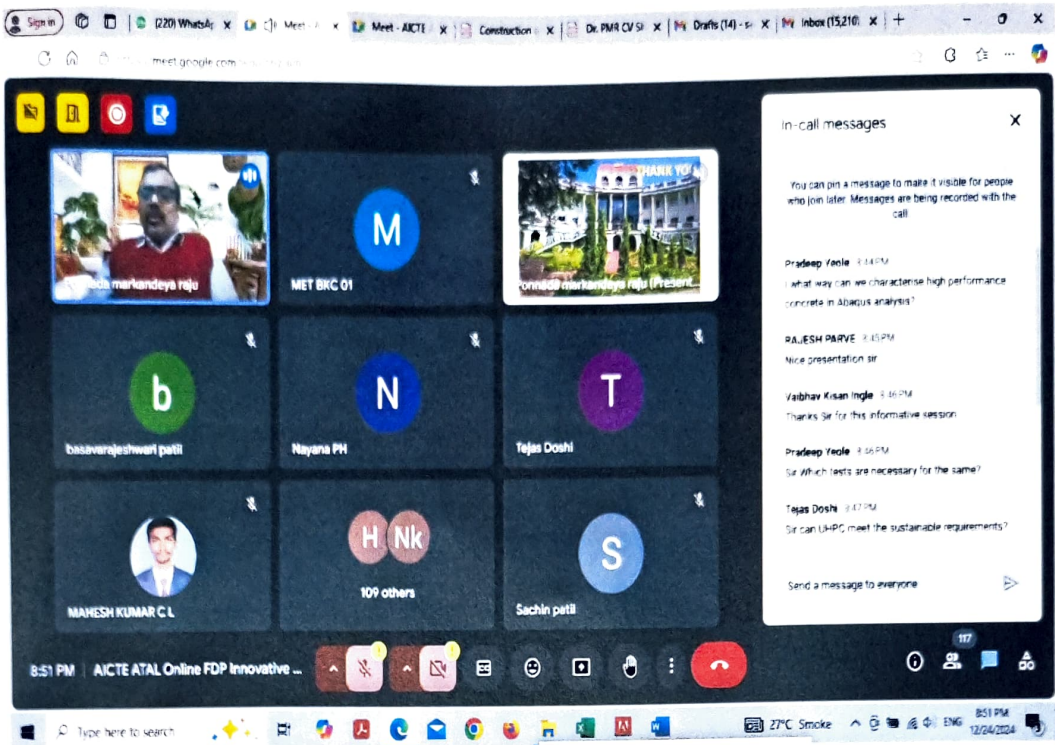 Sign in
(220) WhatsAp
Meet -
Meet - AICTE
Construction
Dr. PMR CV SI
Drafts (14) - s
Inbox (15,210)
meet.google.com
THANK YO
markandeya raju
MET BKC 01
M
Ponnada markandeya raju (Present...
b
basavarajeshwari patil
N
Nayana PH
T
Tejas Doshi
MAHESH KUMAR C L
H Nk
109 others
S
Sachin patil
In-call messages
You can pin a message to make it visible for people
who join later. Messages are being recorded with the
call.
Pradeep Yeole 8:44 PM
what way can we characterise high performance
concrete in Abaqus analysis?
RAJESH PARVE 8:45 PM
Nice presentation sir
Vaibhav Kisan Ingle 8:46 PM
Thanks Sir for this informative session
Pradeep Yeole 8:46 PM
Sir Which tests are necessary for the same?
Tejas Doshi 8:47 PM
Sir can UHPC meet the sustainable requirements?
Send a message to everyone
8:51 PM | AICTE ATAL Online FDP Innovative ...
117
Type here to search
27°C Smoke
ENG
8:51 PM
12/24/2024